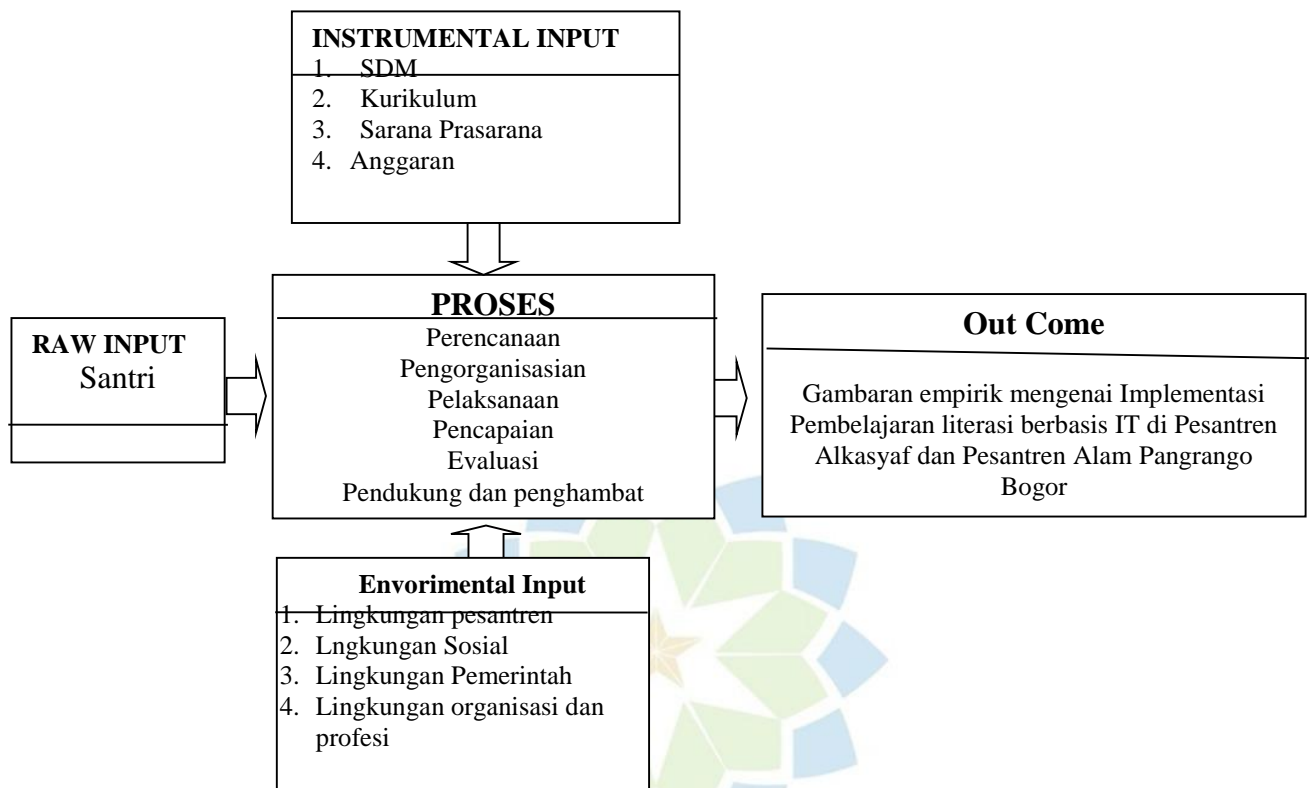 INSTRUMENTAL INPUT
1. SDM
2. Kurikulum
3. Sarana Prasarana
4. Anggaran
RAW INPUT
Santri
PROSES
Perencanaan
Pengorganisasian
Pelaksanaan
Pencapaian
Evaluasi
Pendukung dan penghambat
Out Come
Gambaran empirik mengenai Implementasi
Pembelajaran literasi berbasis IT di Pesantren
Alkasyaf dan Pesantren Alam Pangrango
Bogor
Envorimental Input
1. Lingkungan pesantren
2. Lngkungan Sosial
3. Lingkungan Pemerintah
4. Lingkungan organisasi dan
profesi